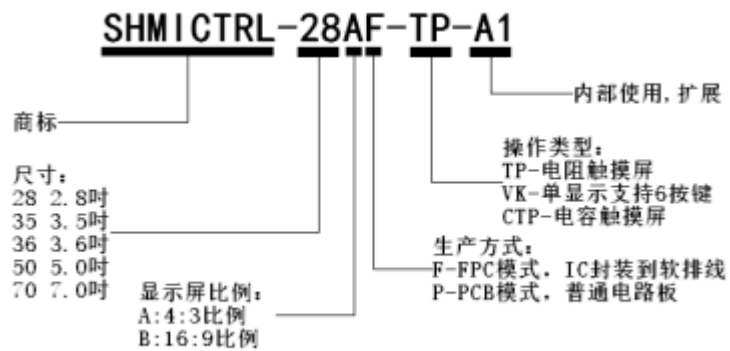 SHMICTRL-28AF-TP-A1
内部使用,扩展
商标
操作类型:
TP-电阻触摸屏
VK-单显示支持6按键
CTP-电容触摸屏
尺寸:
28 2.8吋
35 3.5吋
36 3.6吋
50 5.0吋
70 7.0吋
生产方式:
F-FPC模式，IC封装到软排线
P-PCB模式，普通电路板
显示屏比例:
A:4:3比例
B:16:9比例